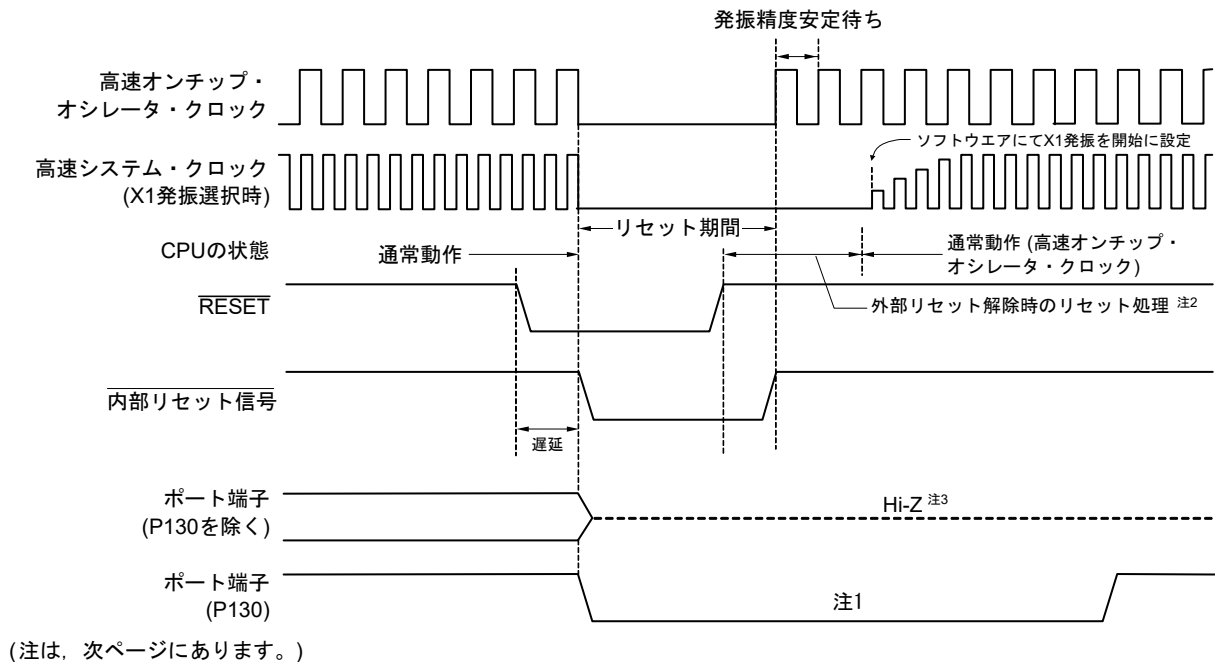 発振精度安定待ち
高速オンチップ・
オシレータ・クロック
ソフトウエアにてX1発振を開始に設定
高速システム・クロック
(X1発振選択時)
リセット期間
CPUの状態
通常動作
通常動作 (高速オンチップ・
オシレータ・クロック)
RESET
外部リセット解除時のリセット処理 注2
内部リセット信号
遅延
ポート端子
(P130を除く)
Hi-Z 注3
ポート端子
(P130)
注1
(注は，次ページにあります。)